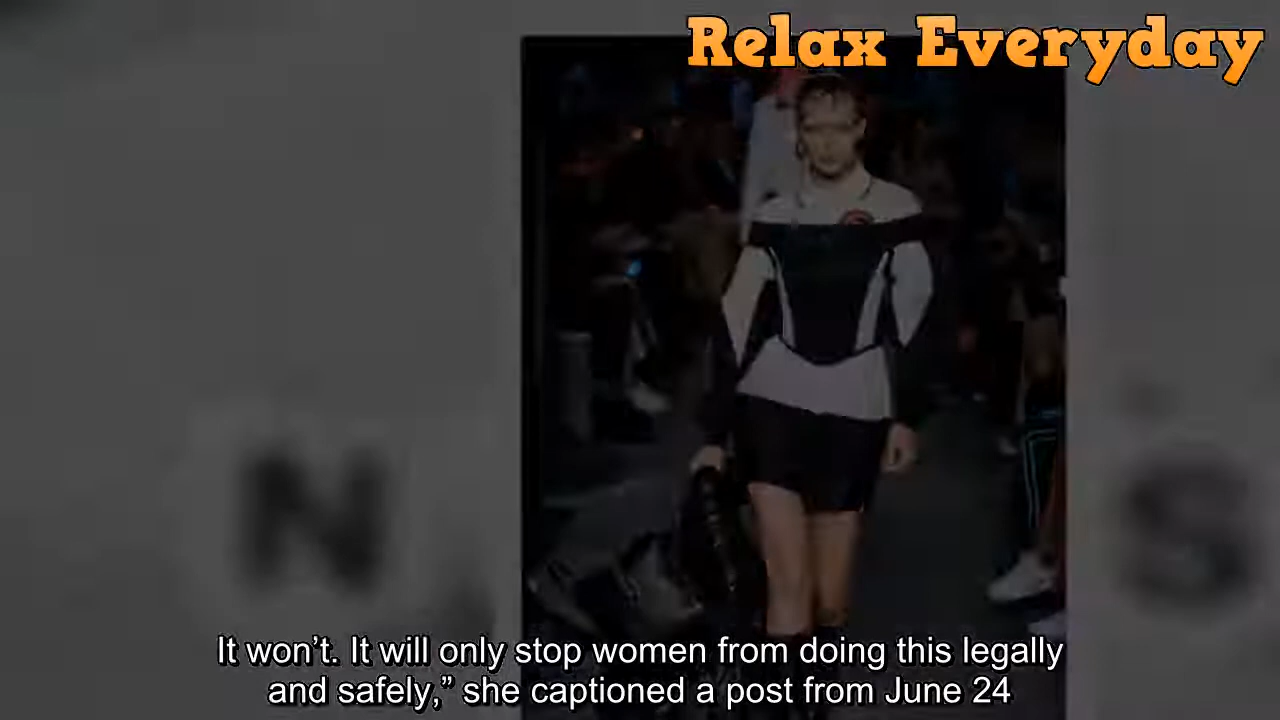 Relax Everyday
N
S
It won’t. It will only stop women from doing this legally
and safely,” she captioned a post from June 24